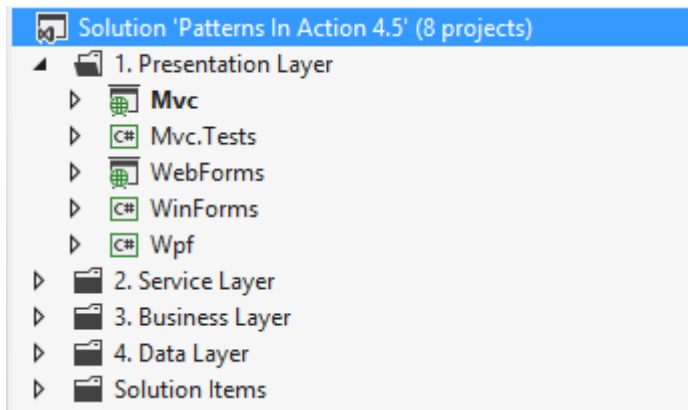 Solution 'Patterns In Action 4.5' (8 projects)
1. Presentation Layer
Mvc
C# Mvc.Tests
WebForms
C# WinForms
C# Wpf
2. Service Layer
3. Business Layer
4. Data Layer
Solution Items